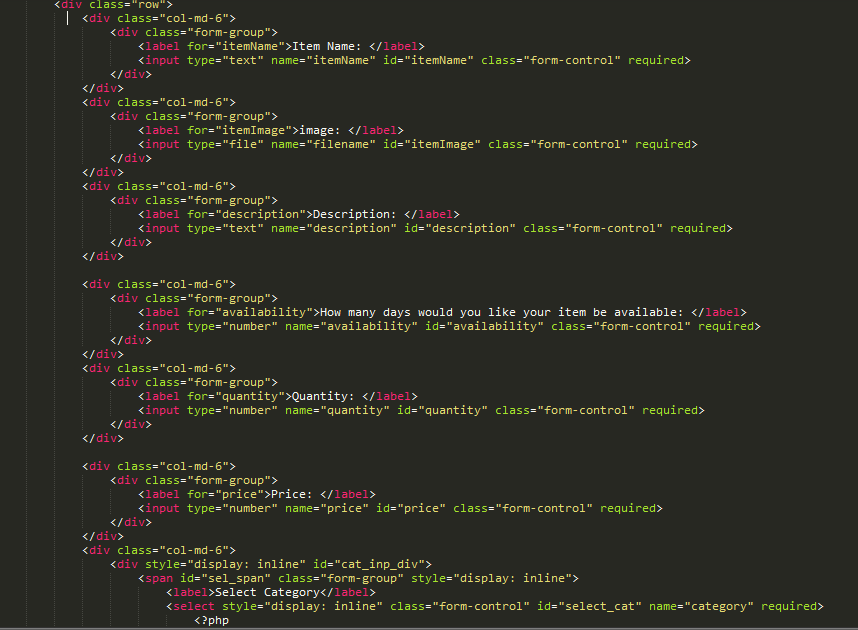 <div class="row">
<div class="col-md-6">
<div class="form-group">
<label for="itemName">Item Name: </label>
<input type="text" name="itemName" id="itemName" class="form-control" required>
</div>
</div>
<div class="col-md-6">
<div class="form-group">
<label for="itemImage">image: </label>
<input type="file" name="filename" id="itemImage" class="form-control" required>
</div>
</div>
<div class="col-md-6">
<div class="form-group">
<label for="description">Description: </label>
<input type="text" name="description" id="description" class="form-control" required>
</div>
</div>
<div class="col-md-6">
<div class="form-group">
<label for="availability">How many days would you like your item be available: </label>
<input type="number" name="availability" id="availability" class="form-control" required>
</div>
</div>
<div class="col-md-6">
<div class="form-group">
<label for="quantity">Quantity: </label>
<input type="number" name="quantity" id="quantity" class="form-control" required>
</div>
</div>
<div class="col-md-6">
<div class="form-group">
<label for="price">Price: </label>
<input type="number" name="price" id="price" class="form-control" required>
</div>
</div>
<div class="col-md-6">
<div style="display: inline" id="cat_inp_div">
<span id="sel_span" class="form-group" style="display: inline">
<label>Select Category</label>
<select style="display: inline" class="form-control" id="select_cat" name="category" required>
<?php